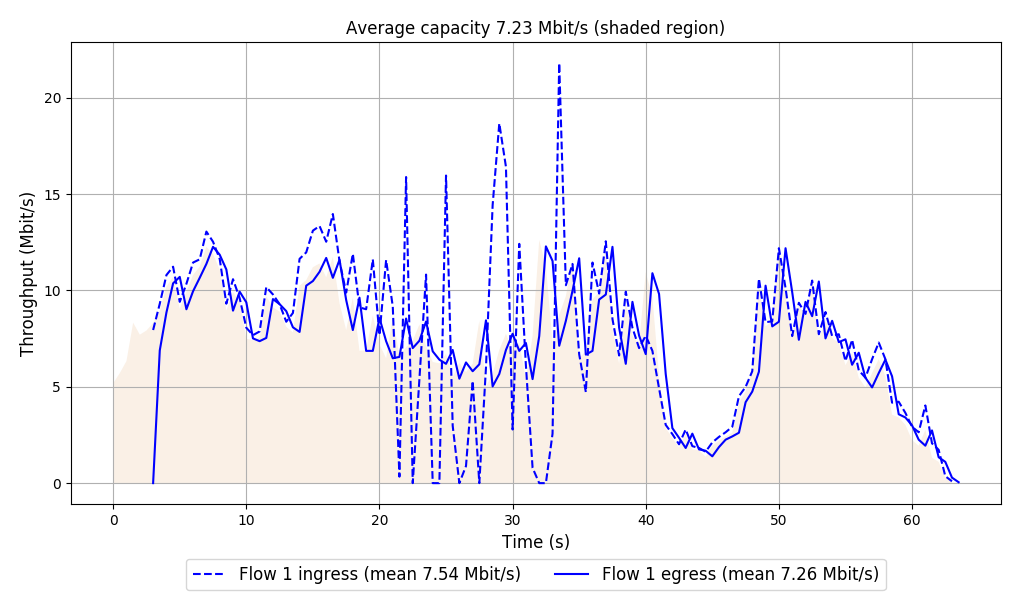 Average capacity 7.23 Mbit/s (shaded region)
Throughput (Mbit/s)
20
15
10
5
0
0 10 20 30 40 50 60
Time (s)
Flow 1 ingress (mean 7.54 Mbit/s) Flow 1 egress (mean 7.26 Mbit/s)